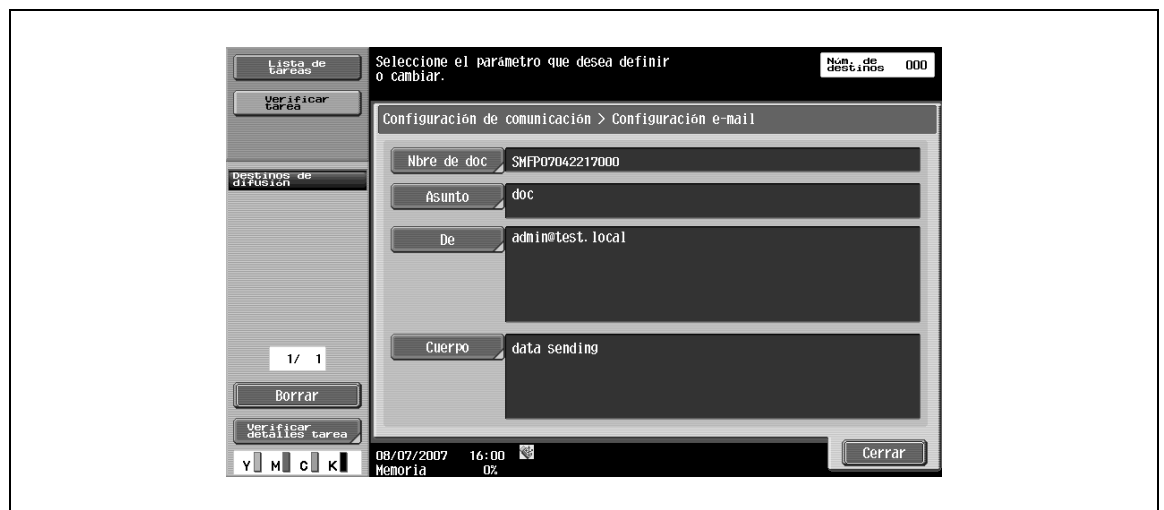 Lista de
tareas
Verificar
tarea
Destinos de
difusión
1/ 1
Borrar
Verificar
detalles tarea
Y M C K
Seleccione el parámetro que desea definir
o cambiar.
Núm. de
destinos 000
Configuración de comunicación > Configuración e-mail
Nbre de doc SMFP07042217000
Asunto doc
De admin@test.local
Cuerpo data sending
08/07/2007 16:00
Memoria 0%
Cerrar